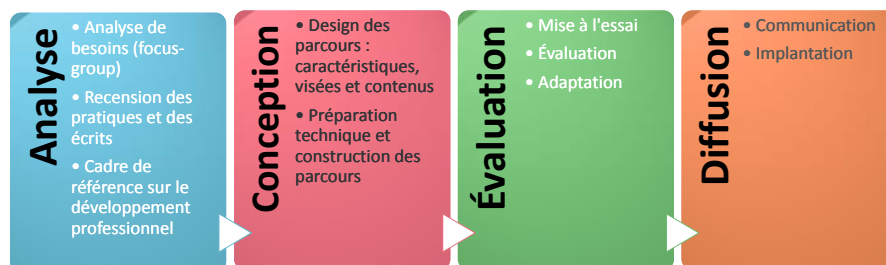 Analyse
• Analyse de
besoins (focus-
group)
• Recension des
pratiques et des
écrits
• Cadre de
référence sur le
développement
professionnel
Conception
• Design des
parcours :
caractéristiques,
visées et contenus
• Préparation
technique et
construction des
parcours
Évaluation
• Mise à l'essai
• Évaluation
• Adaptation
Diffusion
• Communication
• Implantation